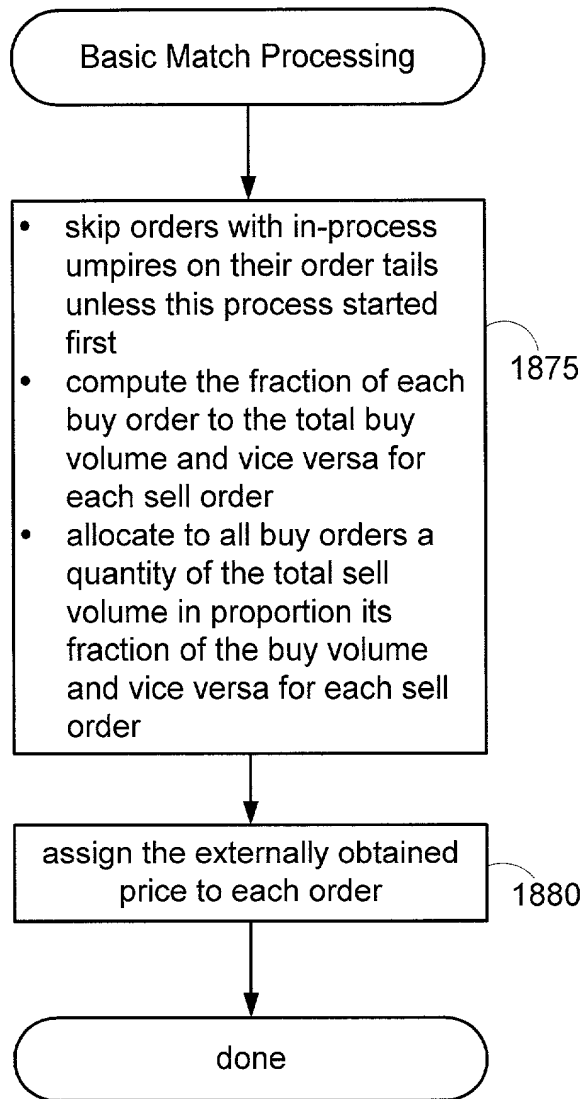 Basic Match Processing
• skip orders with in-process
umpires on their order tails
unless this process started
first
• compute the fraction of each
buy order to the total buy
volume and vice versa for
each sell order
• allocate to all buy orders a
quantity of the total sell
volume in proportion its
fraction of the buy volume
and vice versa for each sell
order
1875
assign the externally obtained
price to each order
1880
done